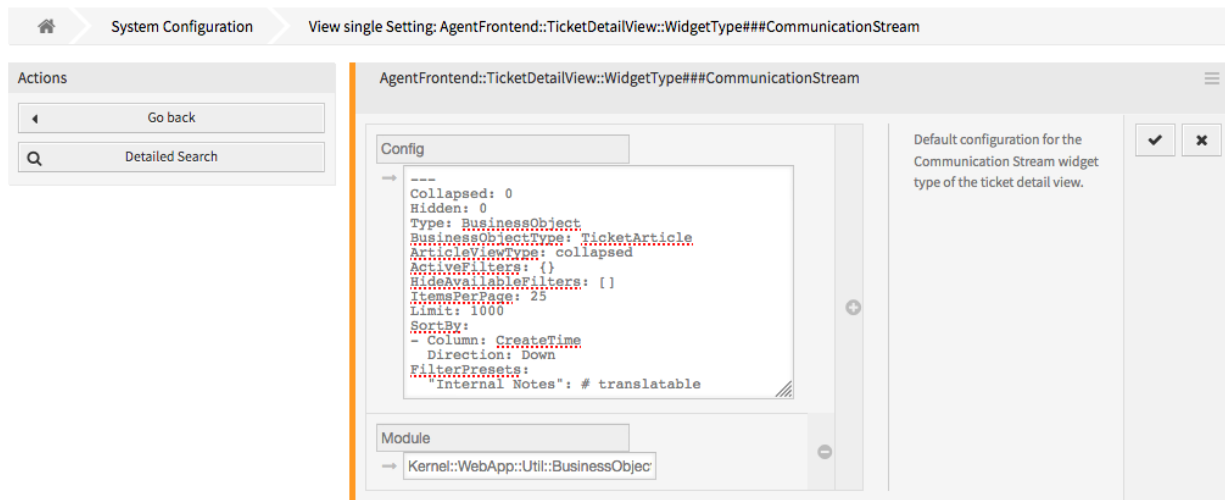 System Configuration
View single Setting: AgentFrontend::TicketDetailView::WidgetType###CommunicationStream
Actions
Go back
Detailed Search
AgentFrontend::TicketDetailView::WidgetType###CommunicationStream
Config
---
Collapsed: 0
Hidden: 0
Type: BusinessObject
BusinessObjectType: TicketArticle
ArticleViewType: collapsed
ActiveFilters: {}
HideAvailableFilters: []
ItemsPerPage: 25
Limit: 1000
SortBy:
- Column: CreateTime
  Direction: Down
FilterPresets:
  "Internal Notes": # translatable
Module
Kernel::WebApp::Util::BusinessObjec
Default configuration for the
Communication Stream widget
type of the ticket detail view.